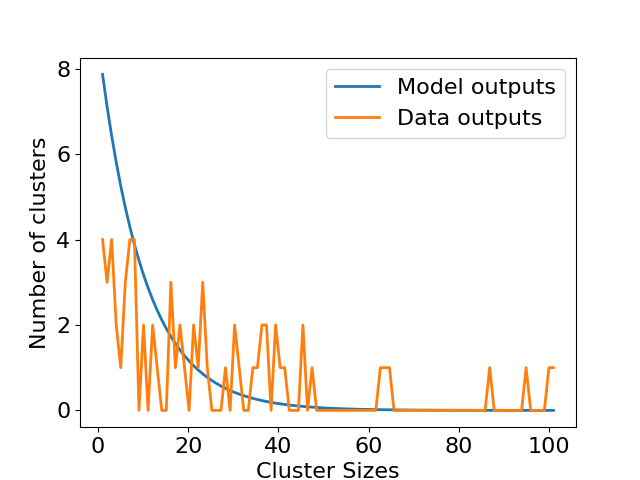 Model outputs
Data outputs
Number of clusters
8
6
4
2
0
0 20 40 60 80 100
Cluster Sizes